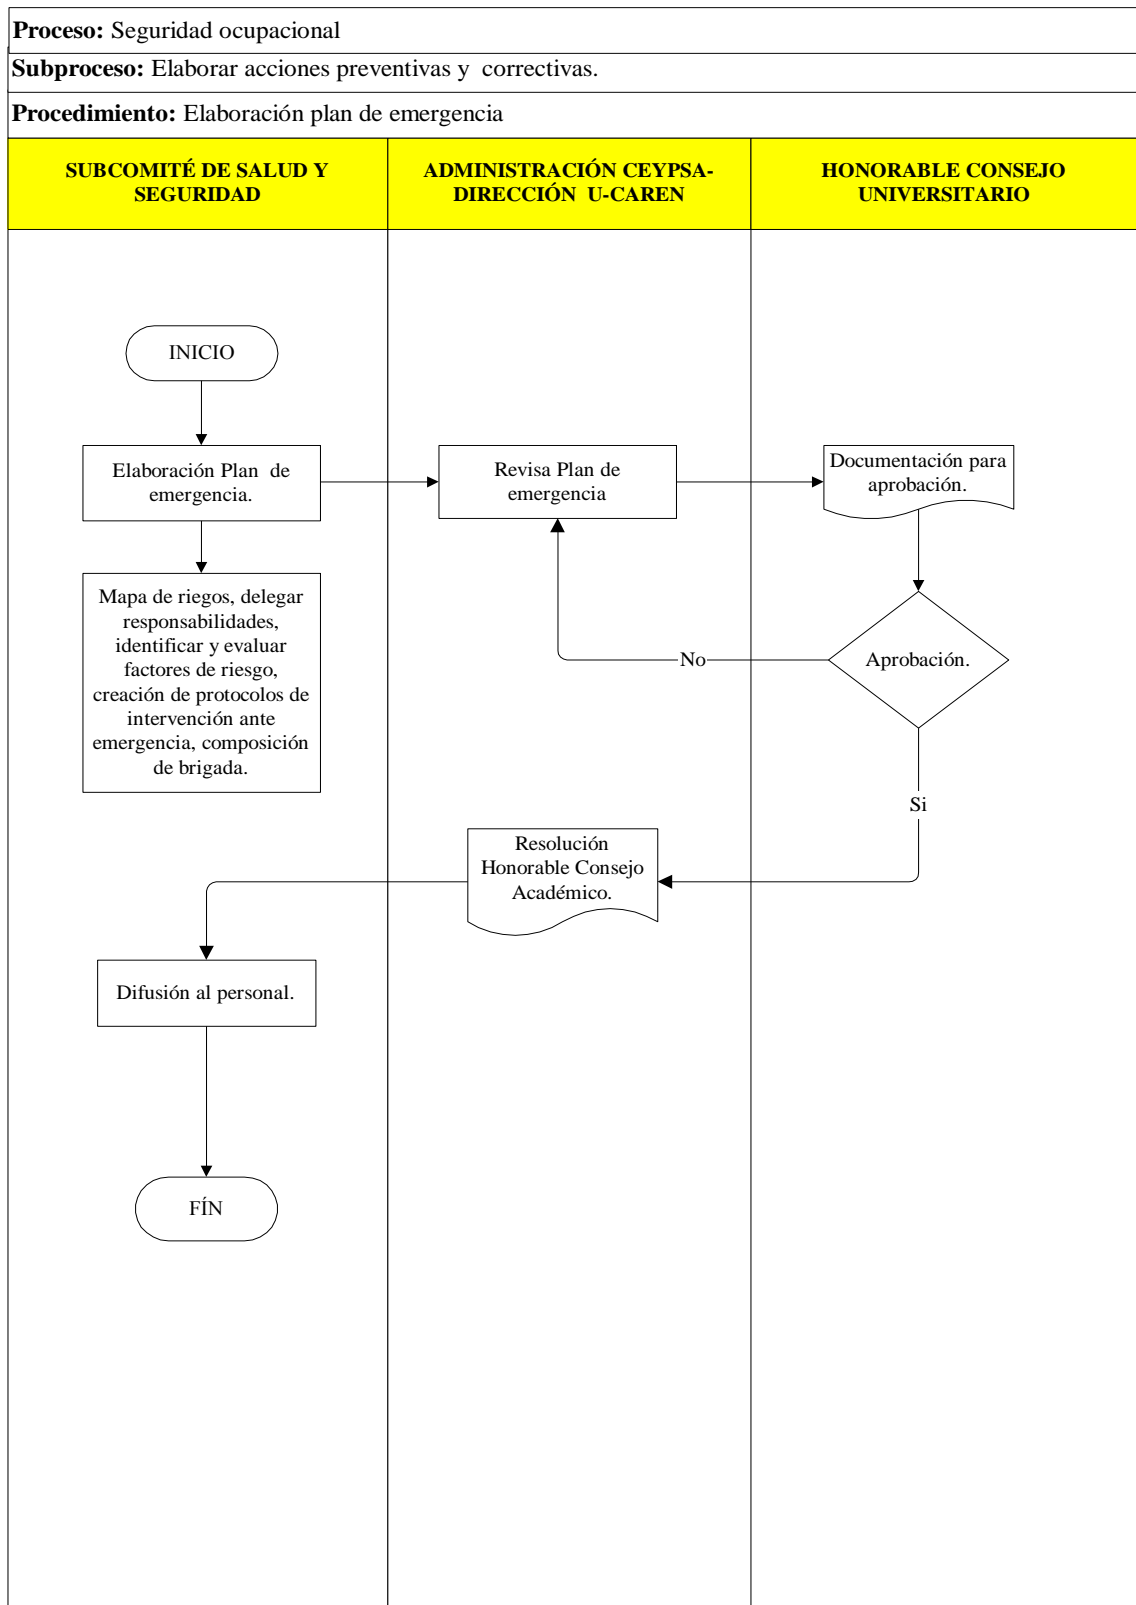 Proceso: Seguridad ocupacional
Subproceso: Elaborar acciones preventivas y correctivas.
Procedimiento: Elaboración plan de emergencia
SUBCOMITÉ DE SALUD Y
SEGURIDAD
ADMINISTRACIÓN CEYPSA-
DIRECCIÓN U-CAREN
HONORABLE CONSEJO
UNIVERSITARIO
INICIO
Elaboración Plan de
emergencia.
Revisa Plan de
emergencia
Documentación para
aprobación.
Mapa de riegos, delegar
responsabilidades,
identificar y evaluar
factores de riesgo,
creación de protocolos de
intervención ante
emergencia, composición
de brigada.
No
Aprobación.
Si
Resolución
Honorable Consejo
Académico.
Difusión al personal.
FÍN